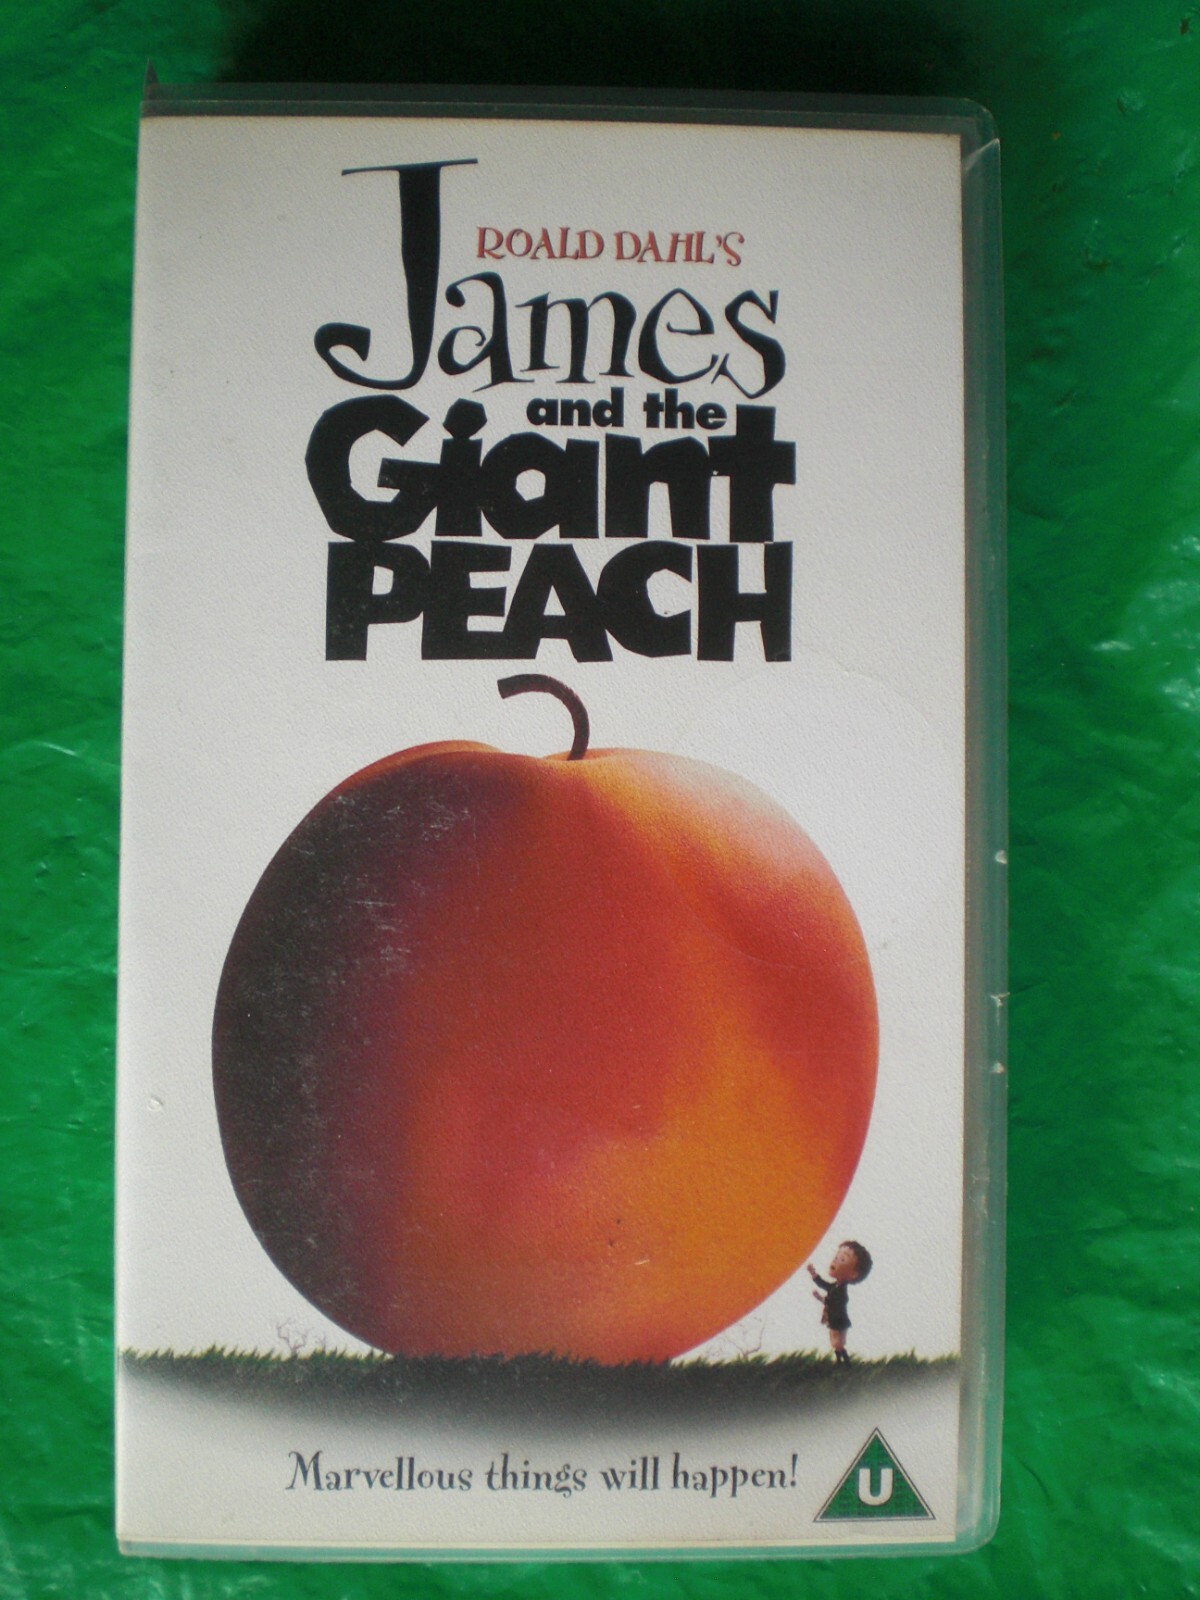 ROALD DAHL'S
James
and the
Giant
PEACH
Marvellous things will happen!
U